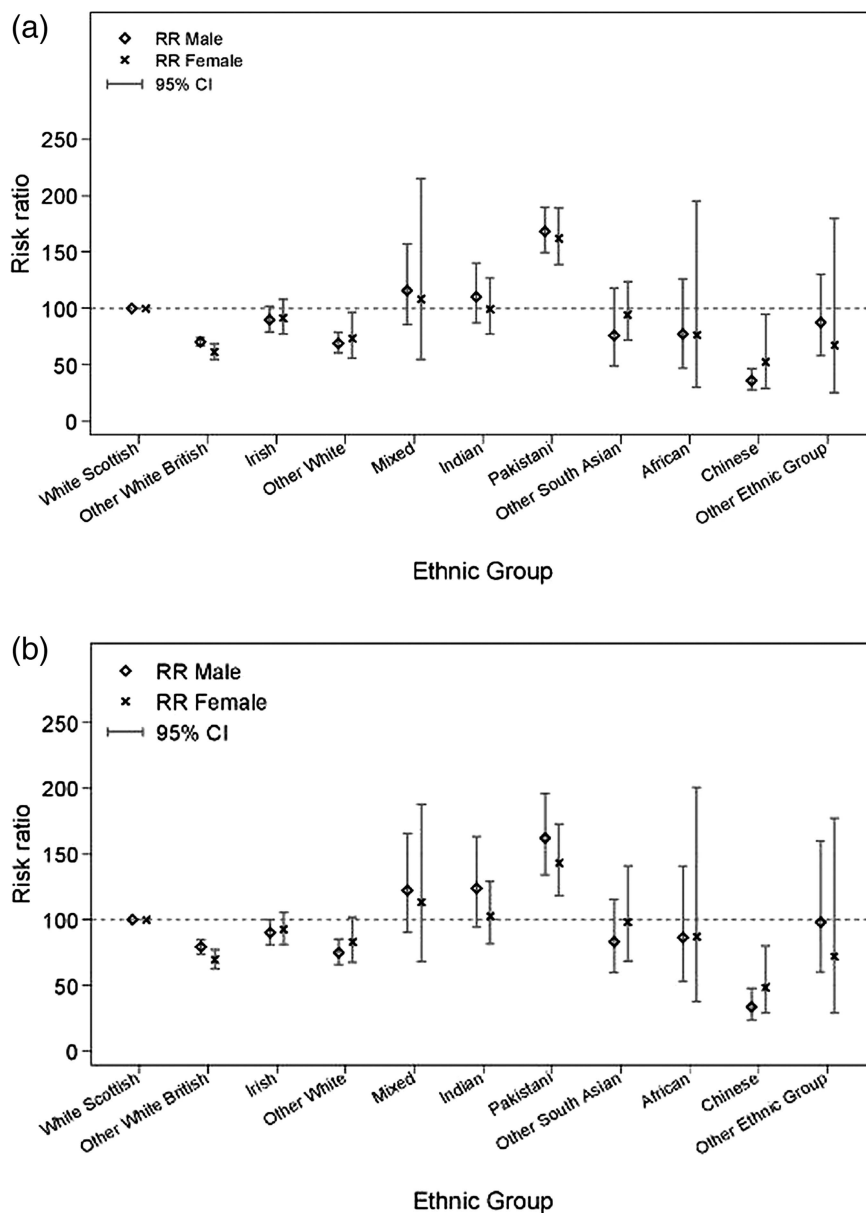 (a)
RR Male
RR Female
95% CI
250
200
150
100
50
0
Risk ratio
White Scottish
Other White British
Irish
Other White
Mixed
Indian
Pakistani
Other South Asian
African
Chinese
Other Ethnic Group
Ethnic Group
(b)
RR Male
RR Female
95% CI
250
200
150
100
50
0
Risk ratio
White Scottish
Other White British
Irish
Other White
Mixed
Indian
Pakistani
Other South Asian
African
Chinese
Other Ethnic Group
Ethnic Group